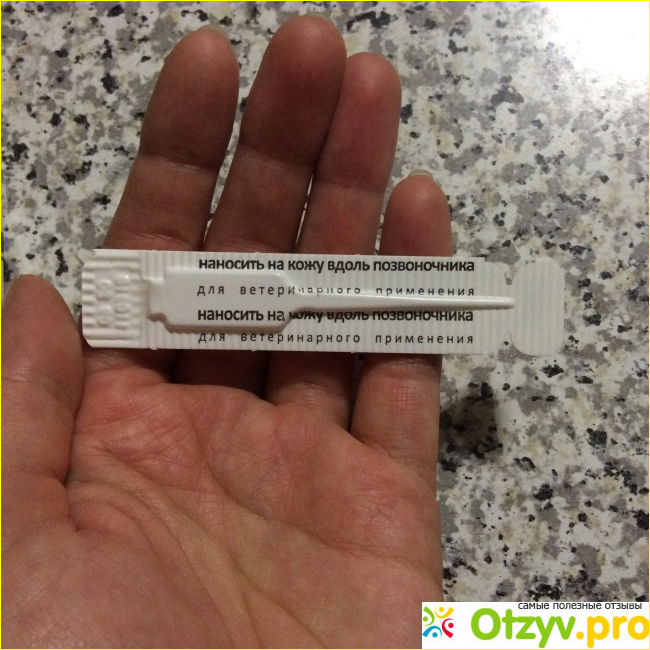 наносить на кожу вдоль позвоночника
для ветеринарного применения
наносить на кожу вдоль позвоночника
для ветеринарного применения
самые полезные отзывы
Otzyv.pro